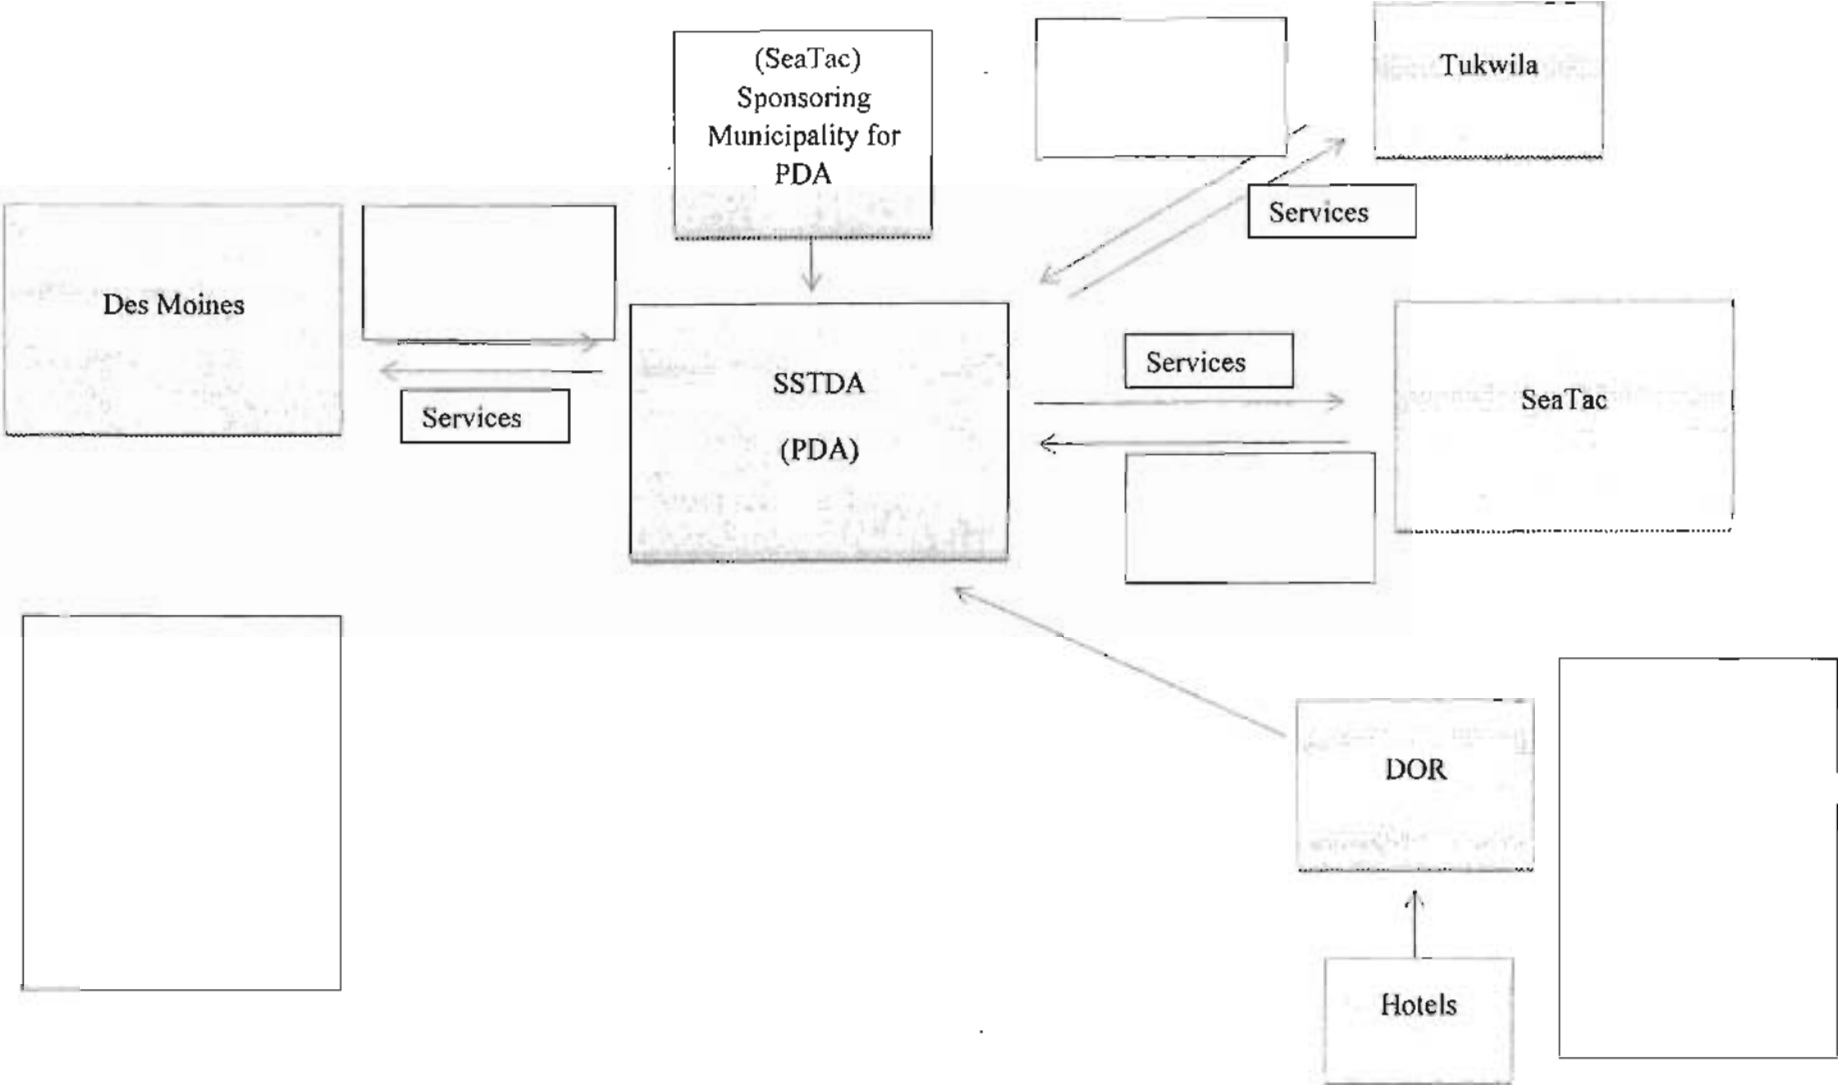 (SeaTac)
Sponsoring
Municipality for
PDA
Tukwila
Services
Des Moines
Services
SSTDA
(PDA)
Services
SeaTac
DOR
Hotels